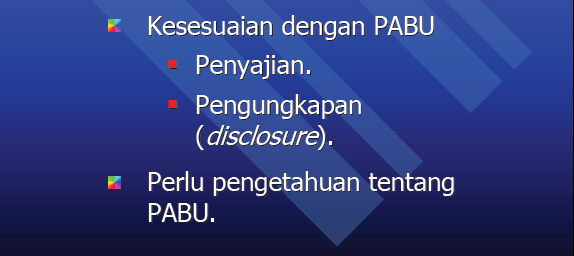 Kesesuaian dengan PABU
Penyajian.
Pengungkapan
(disclosure).
Perlu pengetahuan tentang
PABU.